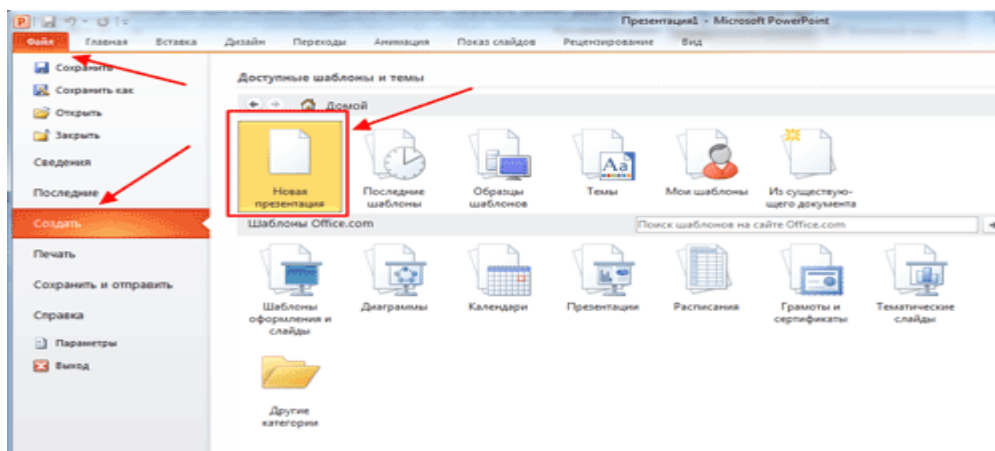 Презентация1 - Microsoft PowerPoint
Файл Главная Вставка Дизайн Переходы Анимация Показ слайдов Рецензирование Вид
Сохранить
Сохранить как
Открыть
Закрыть
Сведения
Последние
Создать
Печать
Сохранить и отправить
Справка
Параметры
Выход
Доступные шаблоны и темы
Домой
Новая
презентация
Последние
шаблоны
Образцы
шаблонов
Темы
Мои шаблоны
Из существую-
щего документа
Шаблоны Office.com
Поиск шаблонов на сайте Office.com
Шаблоны
оформления и
слайды
Диаграммы
Календари
Презентации
Расписания
Грамоты и
сертификаты
Тематические
слайды
Другие
категории